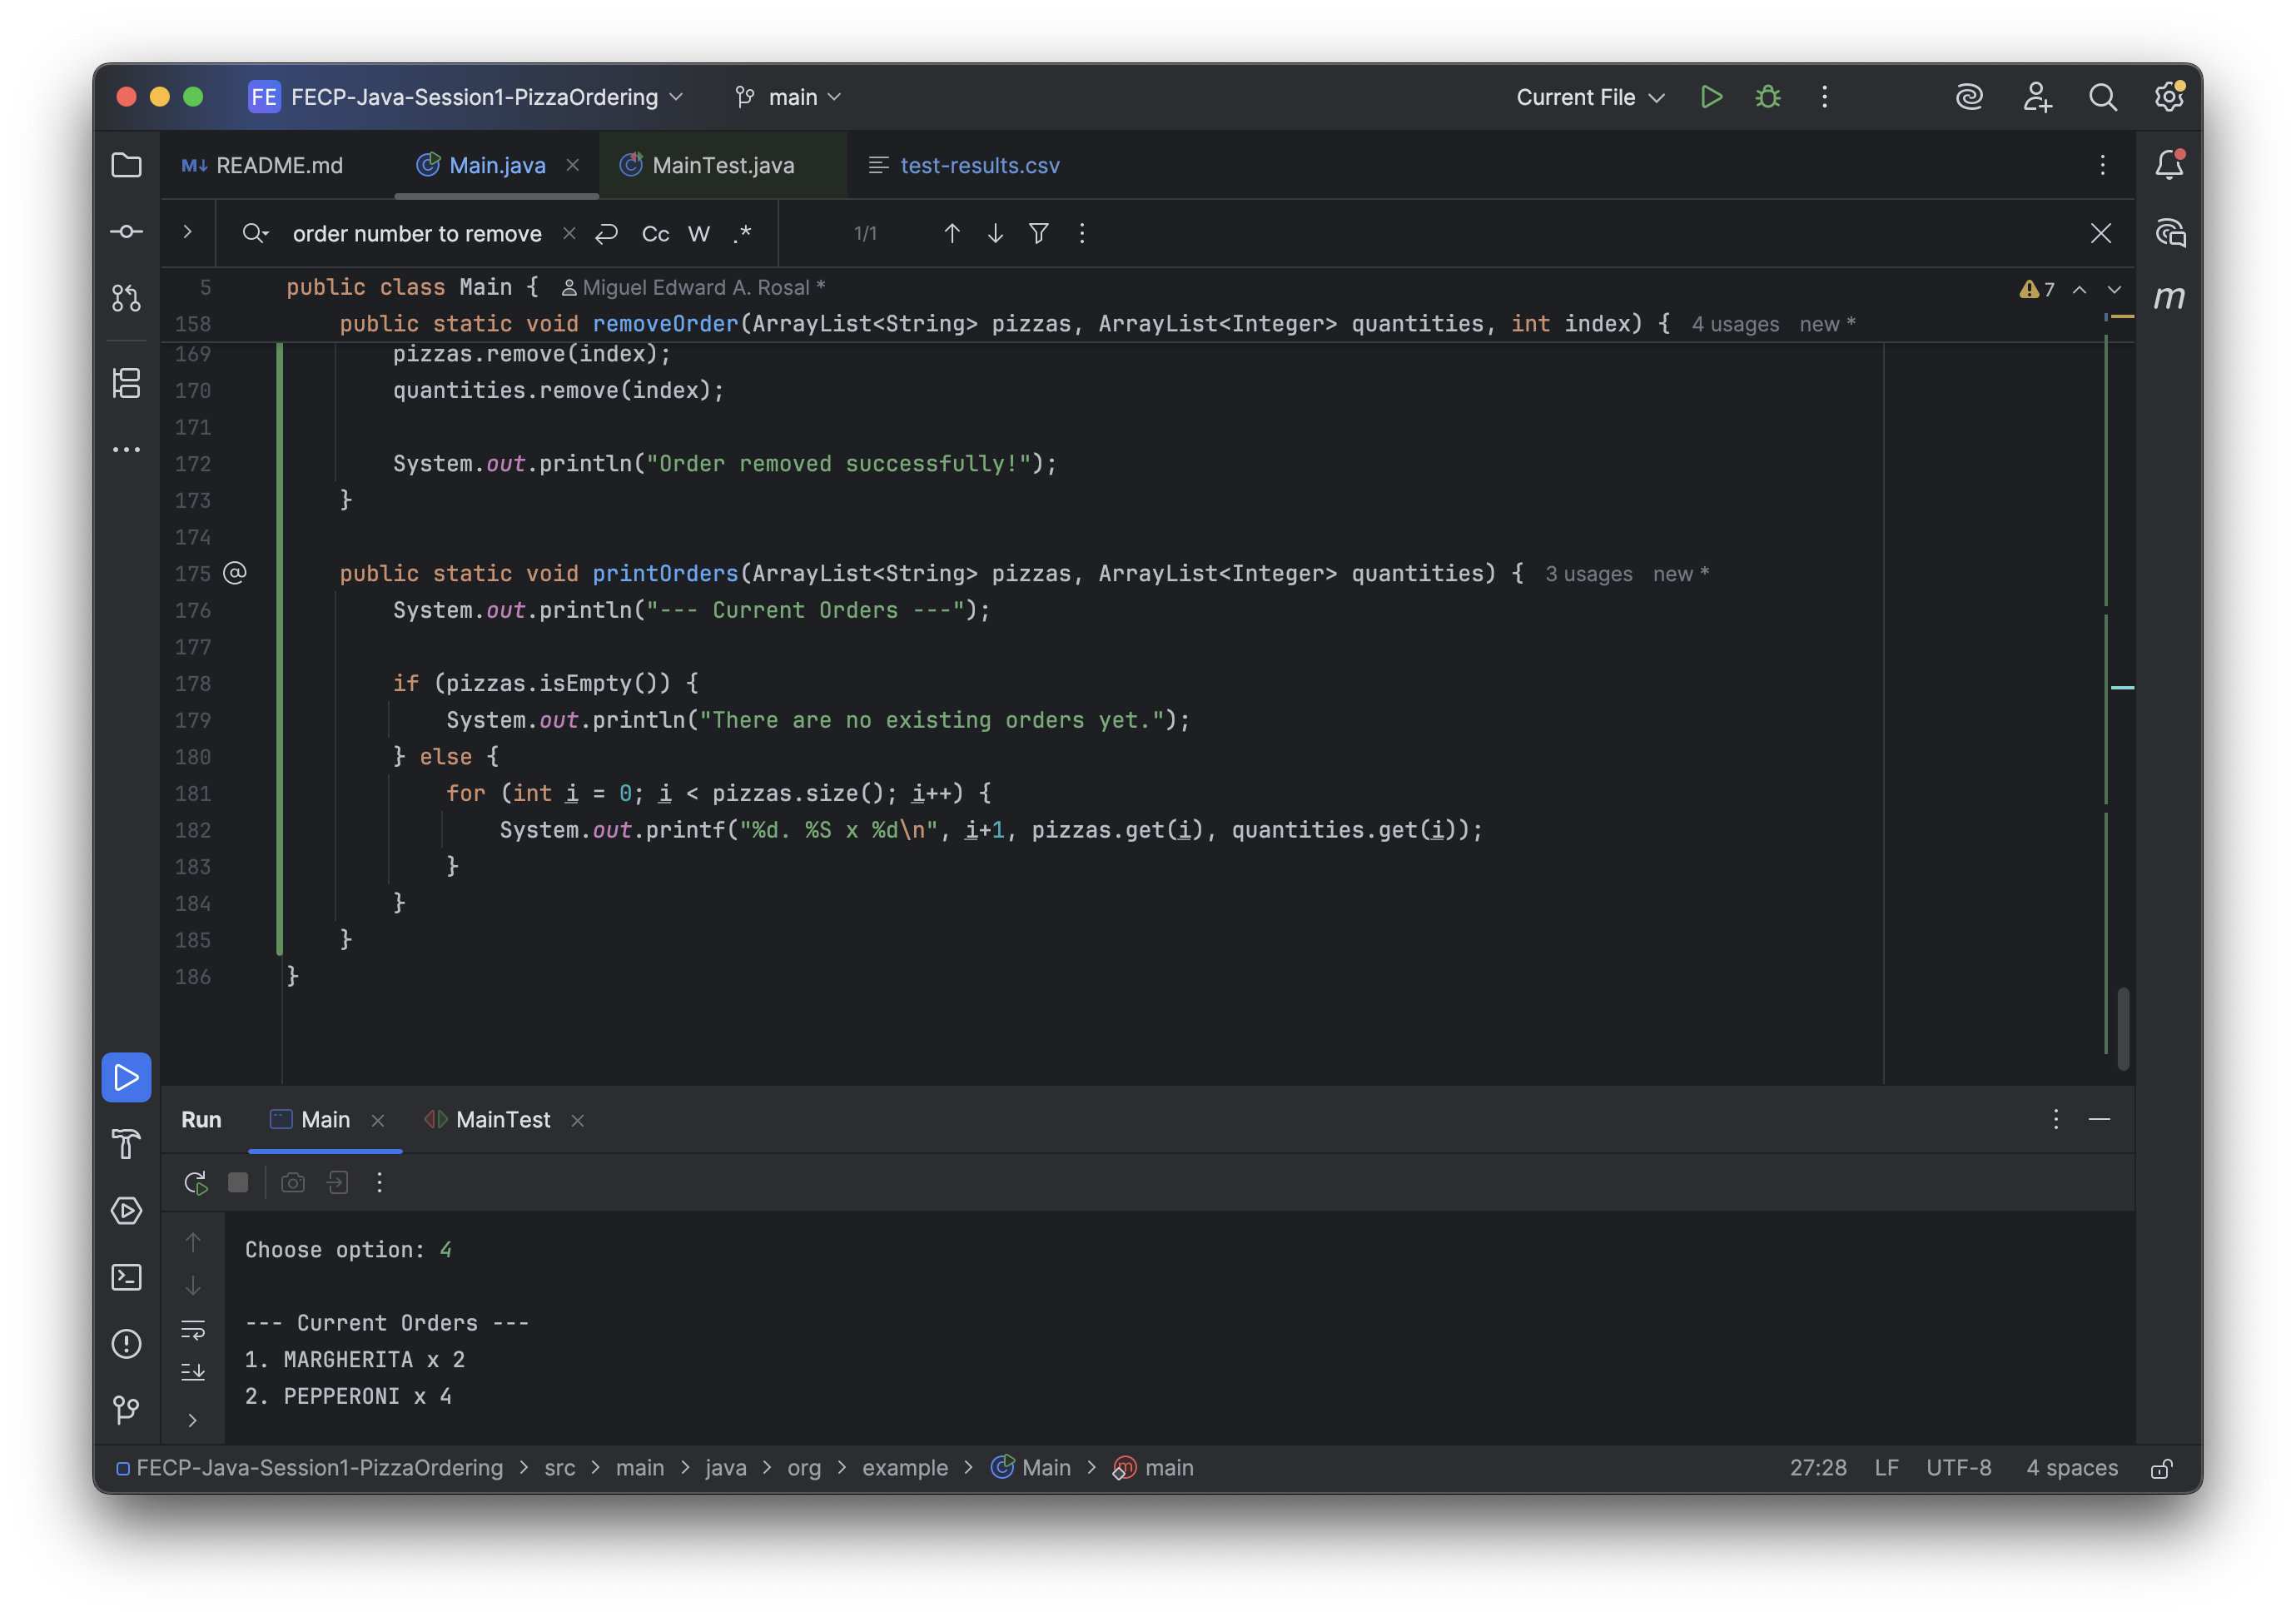 FE FECP-Java-Session1-PizzaOrdering main Current File
M↓ README.md Main.java MainTest.java test-results.csv
order number to remove Cc W .* 1/1
5 public class Main { Miguel Edward A. Rosal * 7
158 public static void removeOrder(ArrayList<String> pizzas, ArrayList<Integer> quantities, int index) { 4 usages new *
169 pizzas.remove(index);
170 quantities.remove(index);
171
172 System.out.println("Order removed successfully!");
173 }
174
175 @ public static void printOrders(ArrayList<String> pizzas, ArrayList<Integer> quantities) { 3 usages new *
176 System.out.println("--- Current Orders ---");
177
178 if (pizzas.isEmpty()) {
179 System.out.println("There are no existing orders yet.");
180 } else {
181 for (int i = 0; i < pizzas.size(); i++) {
182 System.out.printf("%d. %S x %d\n", i+1, pizzas.get(i), quantities.get(i));
183 }
184 }
185 }
186 }
m
Run Main MainTest
Choose option: 4
--- Current Orders ---
1. MARGHERITA x 2
2. PEPPERONI x 4
FECP-Java-Session1-PizzaOrdering > src > main > java > org > example > Main > m main 27:28 LF UTF-8 4 spaces